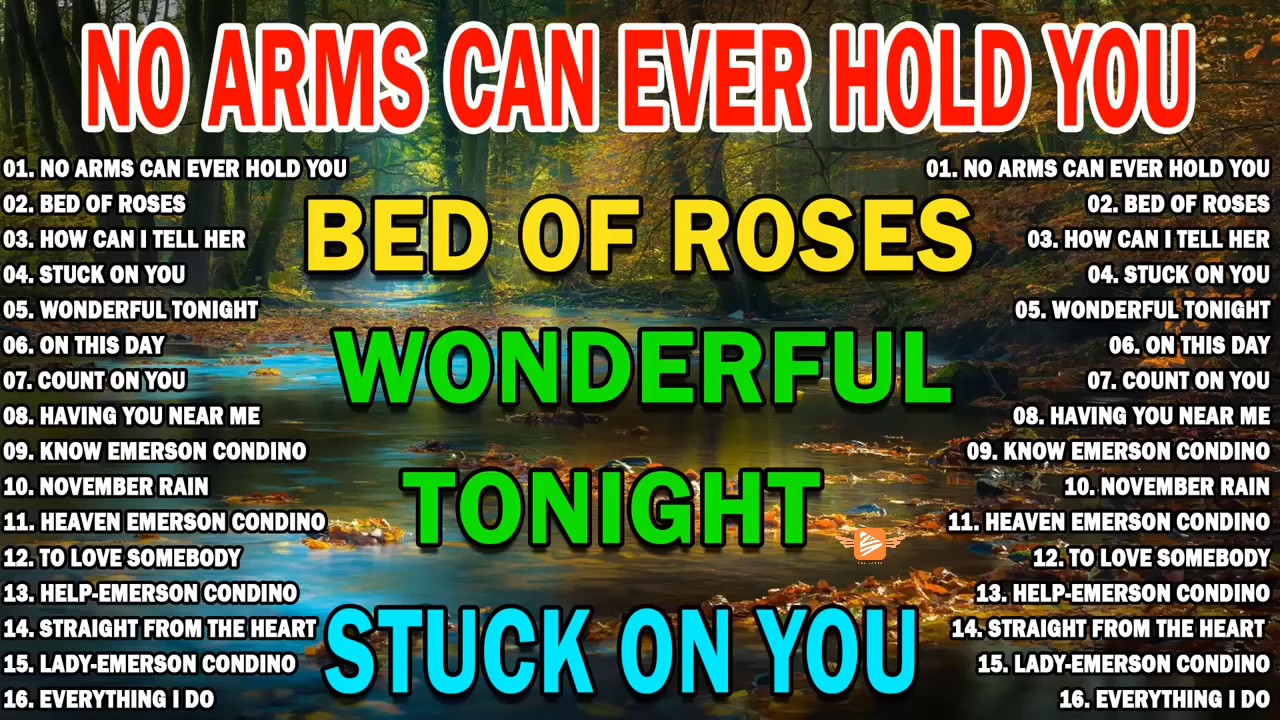 NO ARMS CAN EVER HOLD YOU
01. NO ARMS CAN EVER HOLD YOU
02. BED OF ROSES
03. HOW CAN I TELL HER
04. STUCK ON YOU
05. WONDERFUL TONIGHT
06. ON THIS DAY
07. COUNT ON YOU
08. HAVING YOU NEAR ME
09. KNOW EMERSON CONDINO
10. NOVEMBER RAIN
11. HEAVEN EMERSON CONDINO
12. TO LOVE SOMEBODY
13. HELP-EMERSON CONDINO
14. STRAIGHT FROM THE HEART
15. LADY-EMERSON CONDINO
16. EVERYTHING I DO
BED OF ROSES
WONDERFUL
TONIGHT
STUCK ON YOU
01. NO ARMS CAN EVER HOLD YOU
02. BED OF ROSES
03. HOW CAN I TELL HER
04. STUCK ON YOU
05. WONDERFUL TONIGHT
06. ON THIS DAY
07. COUNT ON YOU
08. HAVING YOU NEAR ME
09. KNOW EMERSON CONDINO
10. NOVEMBER RAIN
11. HEAVEN EMERSON CONDINO
12. TO LOVE SOMEBODY
13. HELP-EMERSON CONDINO
14. STRAIGHT FROM THE HEART
15. LADY-EMERSON CONDINO
16. EVERYTHING I DO